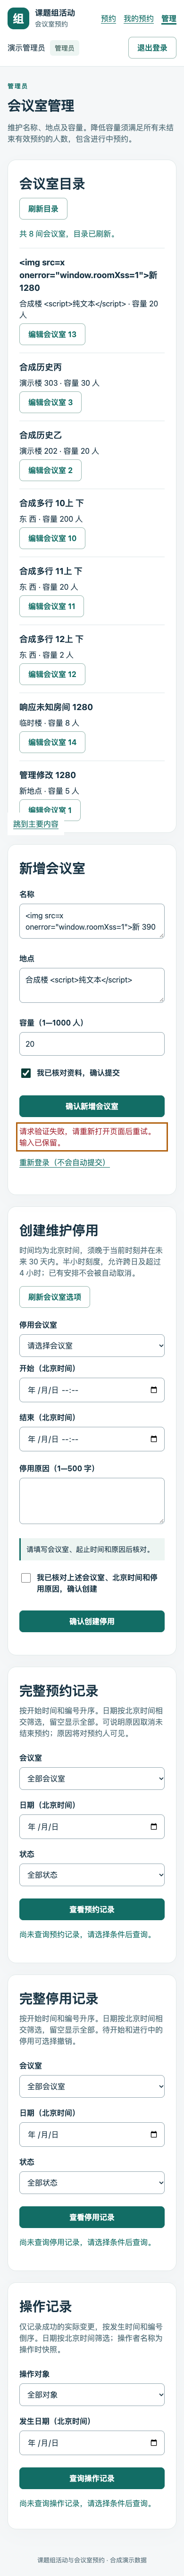 组
课题组活动
会议室预约
预约 我的预约 管理
演示管理员 管理员
退出登录
管理员
会议室管理
维护名称、地点及容量。降低容量须满足所有未结
束有效预约的人数，包含进行中预约。
会议室目录
刷新目录
共 8 间会议室，目录已刷新。
<img src=x
onerror="window.roomXss=1">新
1280
合成楼 <script>纯文本</script> · 容量 20
人
编辑会议室 13
合成历史丙
演示楼 303 · 容量 30 人
编辑会议室 3
合成历史乙
演示楼 202 · 容量 20 人
编辑会议室 2
合成多行 10上 下
东 西 · 容量 200 人
编辑会议室 10
合成多行 11上 下
东 西 · 容量 20 人
编辑会议室 11
合成多行 12上 下
东 西 · 容量 2 人
编辑会议室 12
响应未知房间 1280
临时楼 · 容量 8 人
编辑会议室 14
管理修改 1280
新地点 · 容量 5 人
编辑会议室 1
跳到主要内容
新增会议室
名称
<img src=x
onerror="window.roomXss=1">新 390
地点
合成楼 <script>纯文本</script>
容量（1—1000 人）
20
我已核对资料，确认提交
确认新增会议室
请求验证失败，请重新打开页面后重试。
输入已保留。
重新登录（不会自动提交）
创建维护停用
时间均为北京时间，须晚于当前时刻并在未
来 30 天内。半小时刻度，允许跨日及超过
4 小时；已有安排不会被自动取消。
刷新会议室选项
停用会议室
请选择会议室
开始（北京时间）
年 /月/日 --:--
结束（北京时间）
年 /月/日 --:--
停用原因（1—500 字）
请填写会议室、起止时间和原因后核对。
我已核对上述会议室、北京时间和停
用原因，确认创建
确认创建停用
完整预约记录
按开始时间和编号升序。日期按北京时间相
交筛选，留空显示全部。可说明原因取消未
结束预约；原因将对预约人可见。
会议室
全部会议室
日期（北京时间）
年 /月/日
状态
全部状态
查看预约记录
尚未查询预约记录，请选择条件后查询。
完整停用记录
按开始时间和编号升序。日期按北京时间相
交筛选，留空显示全部。待开始和进行中的
停用可选择撤销。
会议室
全部会议室
日期（北京时间）
年 /月/日
状态
全部状态
查看停用记录
尚未查询停用记录，请选择条件后查询。
操作记录
仅记录成功的实际变更，按发生时间和编号
倒序。日期按北京时间筛选；操作者名称为
操作时快照。
操作对象
全部对象
发生日期（北京时间）
年 /月/日
查询操作记录
尚未查询操作记录，请选择条件后查询。
课题组活动与会议室预约 · 合成演示数据